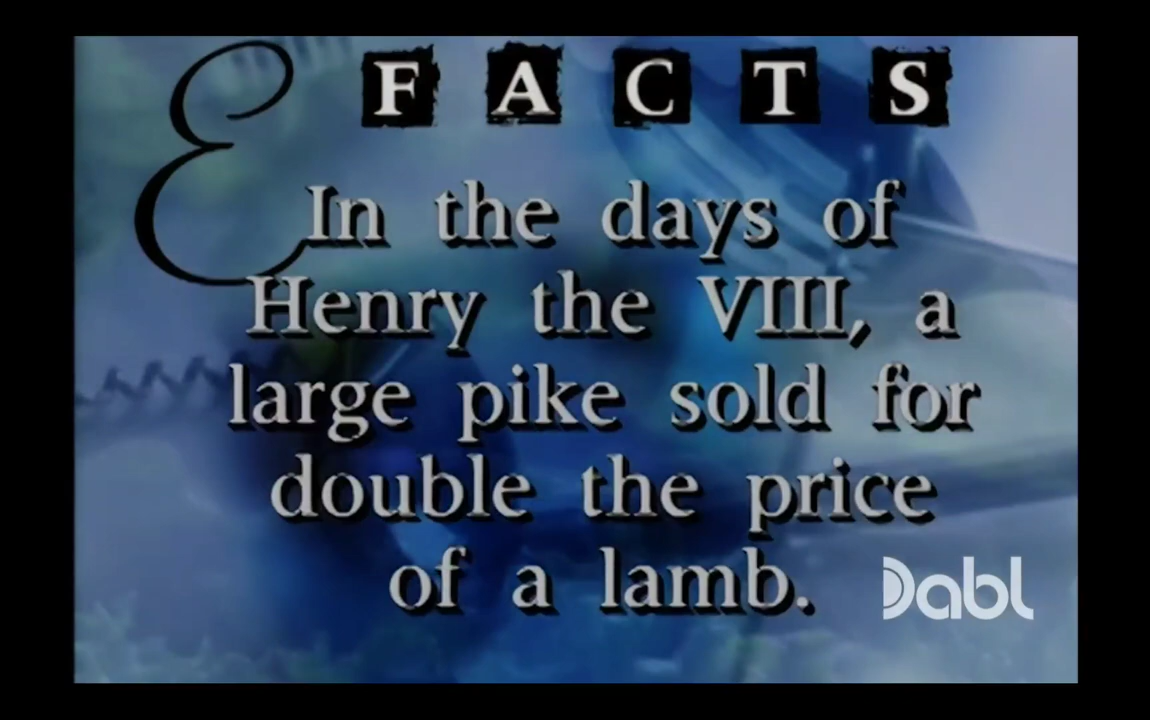 E FACTS
In the days of
Henry the VIII, a
large pike sold for
double the price
of a lamb.
Dabl